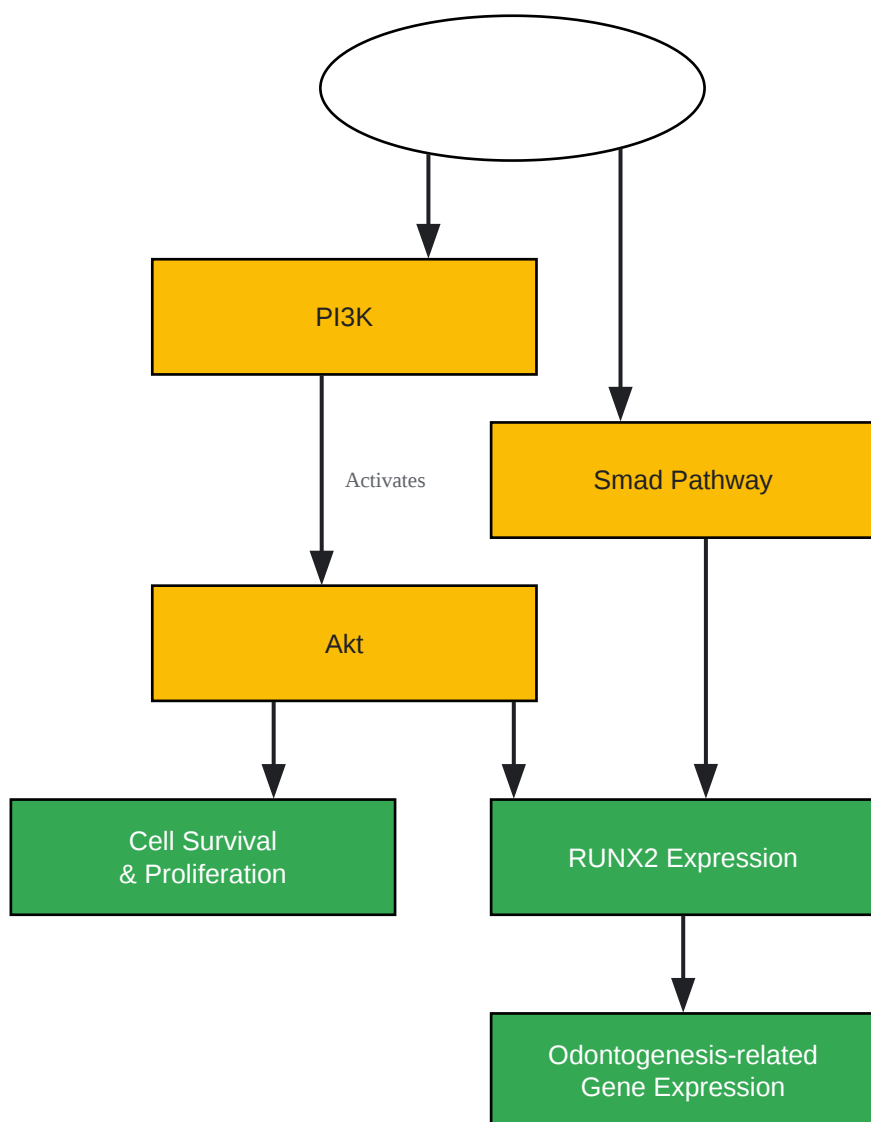 PI3K
Activates
Smad Pathway
Akt
Cell Survival
& Proliferation
RUNX2 Expression
Odontogenesis-related
Gene Expression